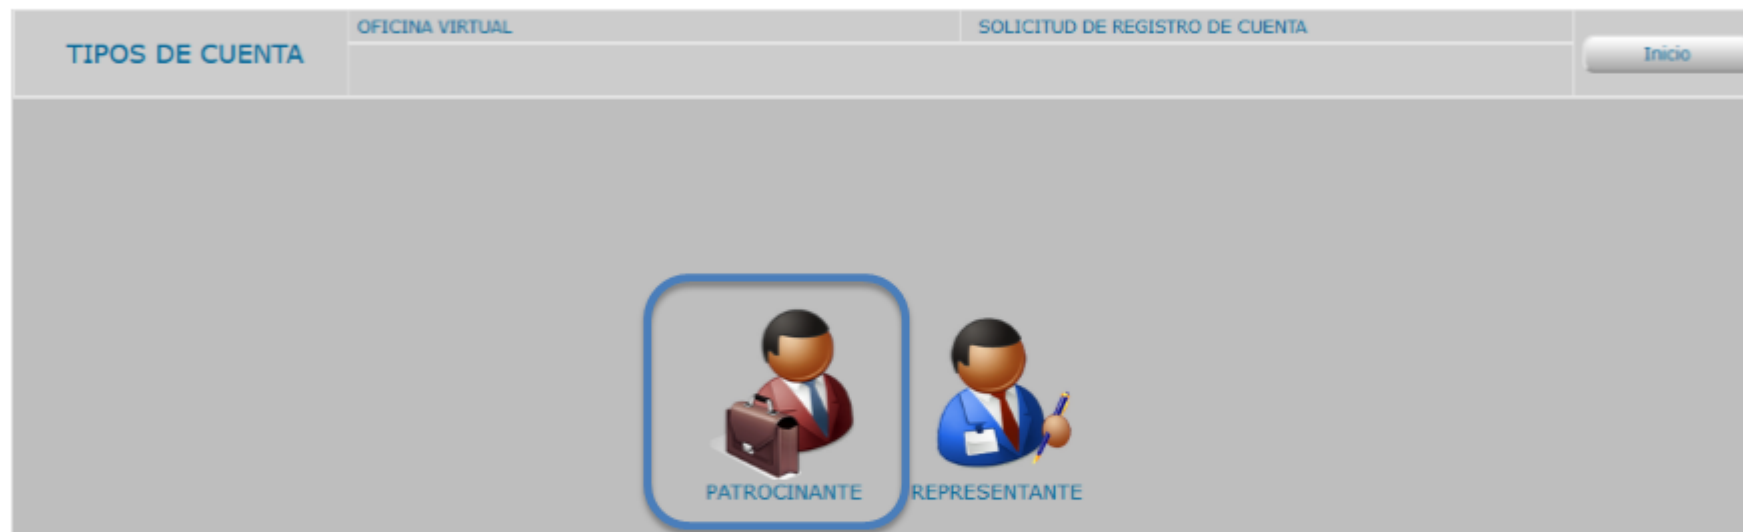 TIPOS DE CUENTA
OFICINA VIRTUAL
SOLICITUD DE REGISTRO DE CUENTA
Inicio
PATROCINANTE
REPRESENTANTE